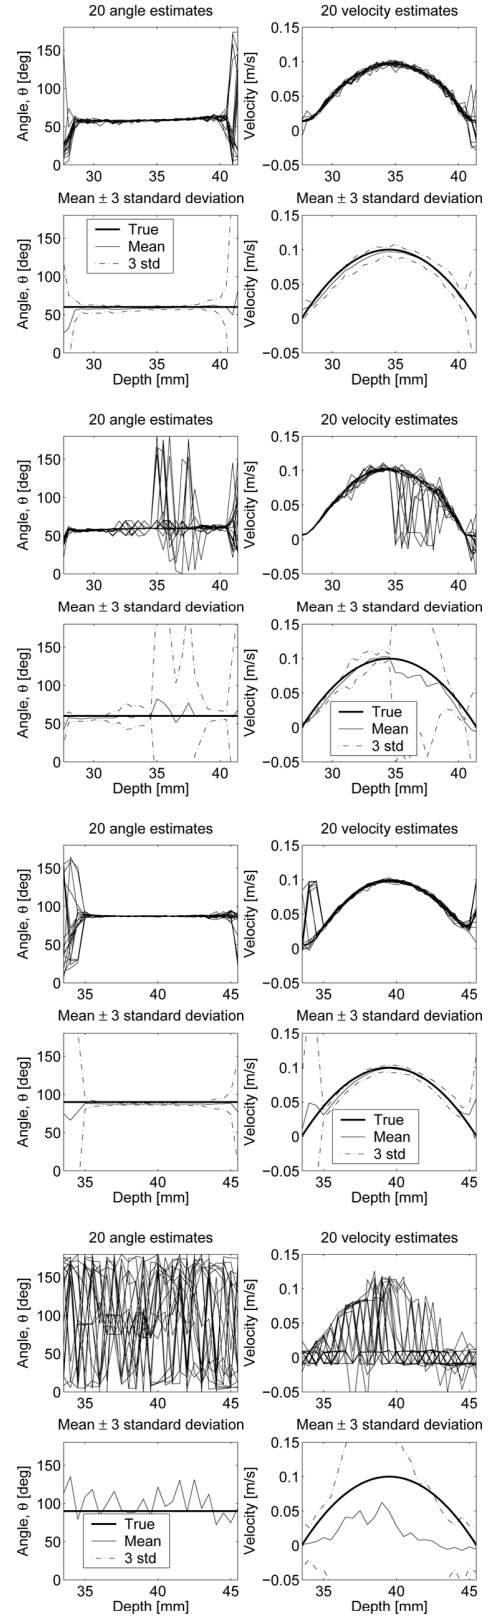 20 angle estimates 20 velocity estimates
Angle, θ [deg]
150
100
50
0
30 35 40
Velocity [m/s]
0.15
0.1
0.05
0
−0.05
30 35 40
Mean ± 3 standard deviation Mean ± 3 standard deviation
Angle, θ [deg]
150
100
50
0
True
Mean
3 std
30 35 40
Depth [mm]
Velocity [m/s]
0.15
0.1
0.05
0
−0.05
30 35 40
Depth [mm]
20 angle estimates 20 velocity estimates
Angle, θ [deg]
150
100
50
0
30 35 40
Velocity [m/s]
0.15
0.1
0.05
0
−0.05
30 35 40
Mean ± 3 standard deviation Mean ± 3 standard deviation
Angle, θ [deg]
150
100
50
0
30 35 40
Depth [mm]
Velocity [m/s]
0.15
0.1
0.05
0
−0.05
True
Mean
3 std
30 35 40
Depth [mm]
20 angle estimates 20 velocity estimates
Angle, θ [deg]
150
100
50
0
35 40 45
Velocity [m/s]
0.15
0.1
0.05
0
−0.05
35 40 45
Mean ± 3 standard deviation Mean ± 3 standard deviation
Angle, θ [deg]
150
100
50
0
35 40 45
Depth [mm]
Velocity [m/s]
0.15
0.1
0.05
0
−0.05
True
Mean
3 std
35 40 45
Depth [mm]
20 angle estimates 20 velocity estimates
Angle, θ [deg]
150
100
50
0
35 40 45
Velocity [m/s]
0.15
0.1
0.05
0
−0.05
35 40 45
Mean ± 3 standard deviation Mean ± 3 standard deviation
Angle, θ [deg]
150
100
50
0
True
Mean
3 std
35 40 45
Depth [mm]
Velocity [m/s]
0.15
0.1
0.05
0
−0.05
35 40 45
Depth [mm]